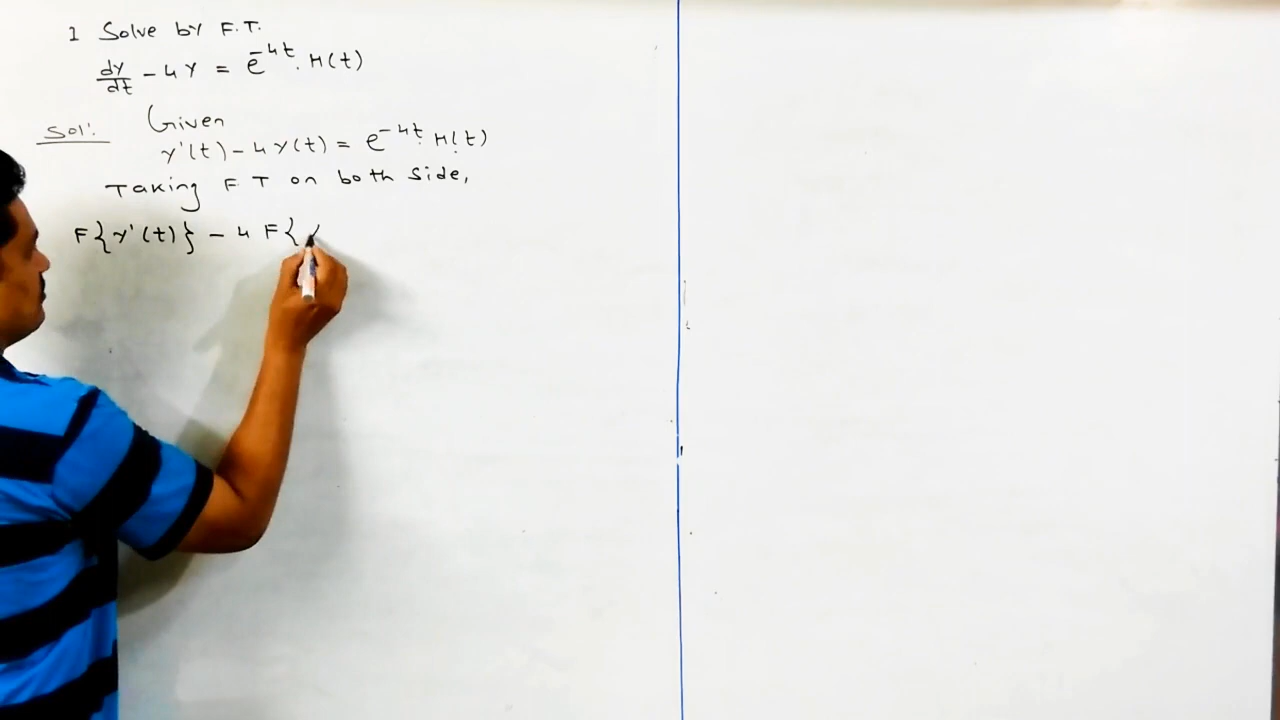 1 Solve by F.T.
dy/dt - 4y = e^-4t . H(t)
Sol: Given
y'(t) - 4y(t) = e^-4t . H(t)
Taking F T on both side,
F{y'(t)} - 4 F{